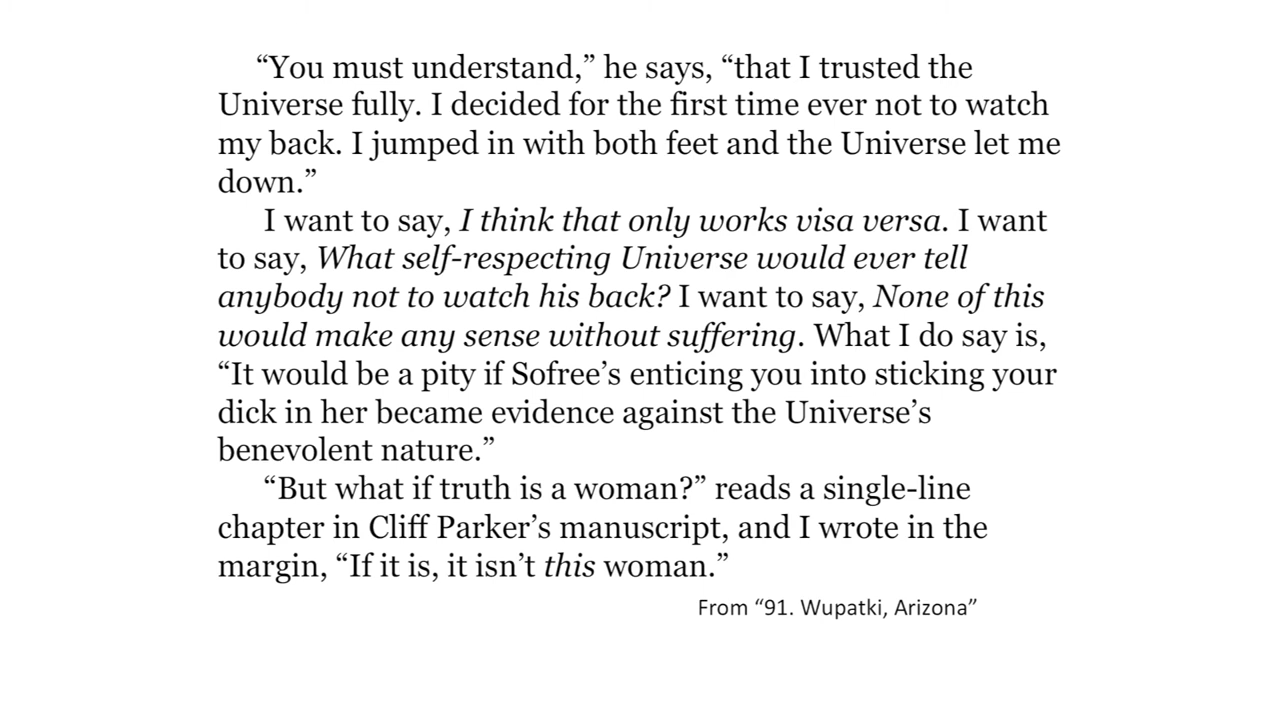 “You must understand,” he says, “that I trusted the
Universe fully. I decided for the first time ever not to watch
my back. I jumped in with both feet and the Universe let me
down.”
I want to say, I think that only works visa versa. I want
to say, What self-respecting Universe would ever tell
anybody not to watch his back? I want to say, None of this
would make any sense without suffering. What I do say is,
“It would be a pity if Sofree’s enticing you into sticking your
dick in her became evidence against the Universe’s
benevolent nature.”
“But what if truth is a woman?” reads a single-line
chapter in Cliff Parker’s manuscript, and I wrote in the
margin, “If it is, it isn’t this woman.”
From “91. Wupatki, Arizona”